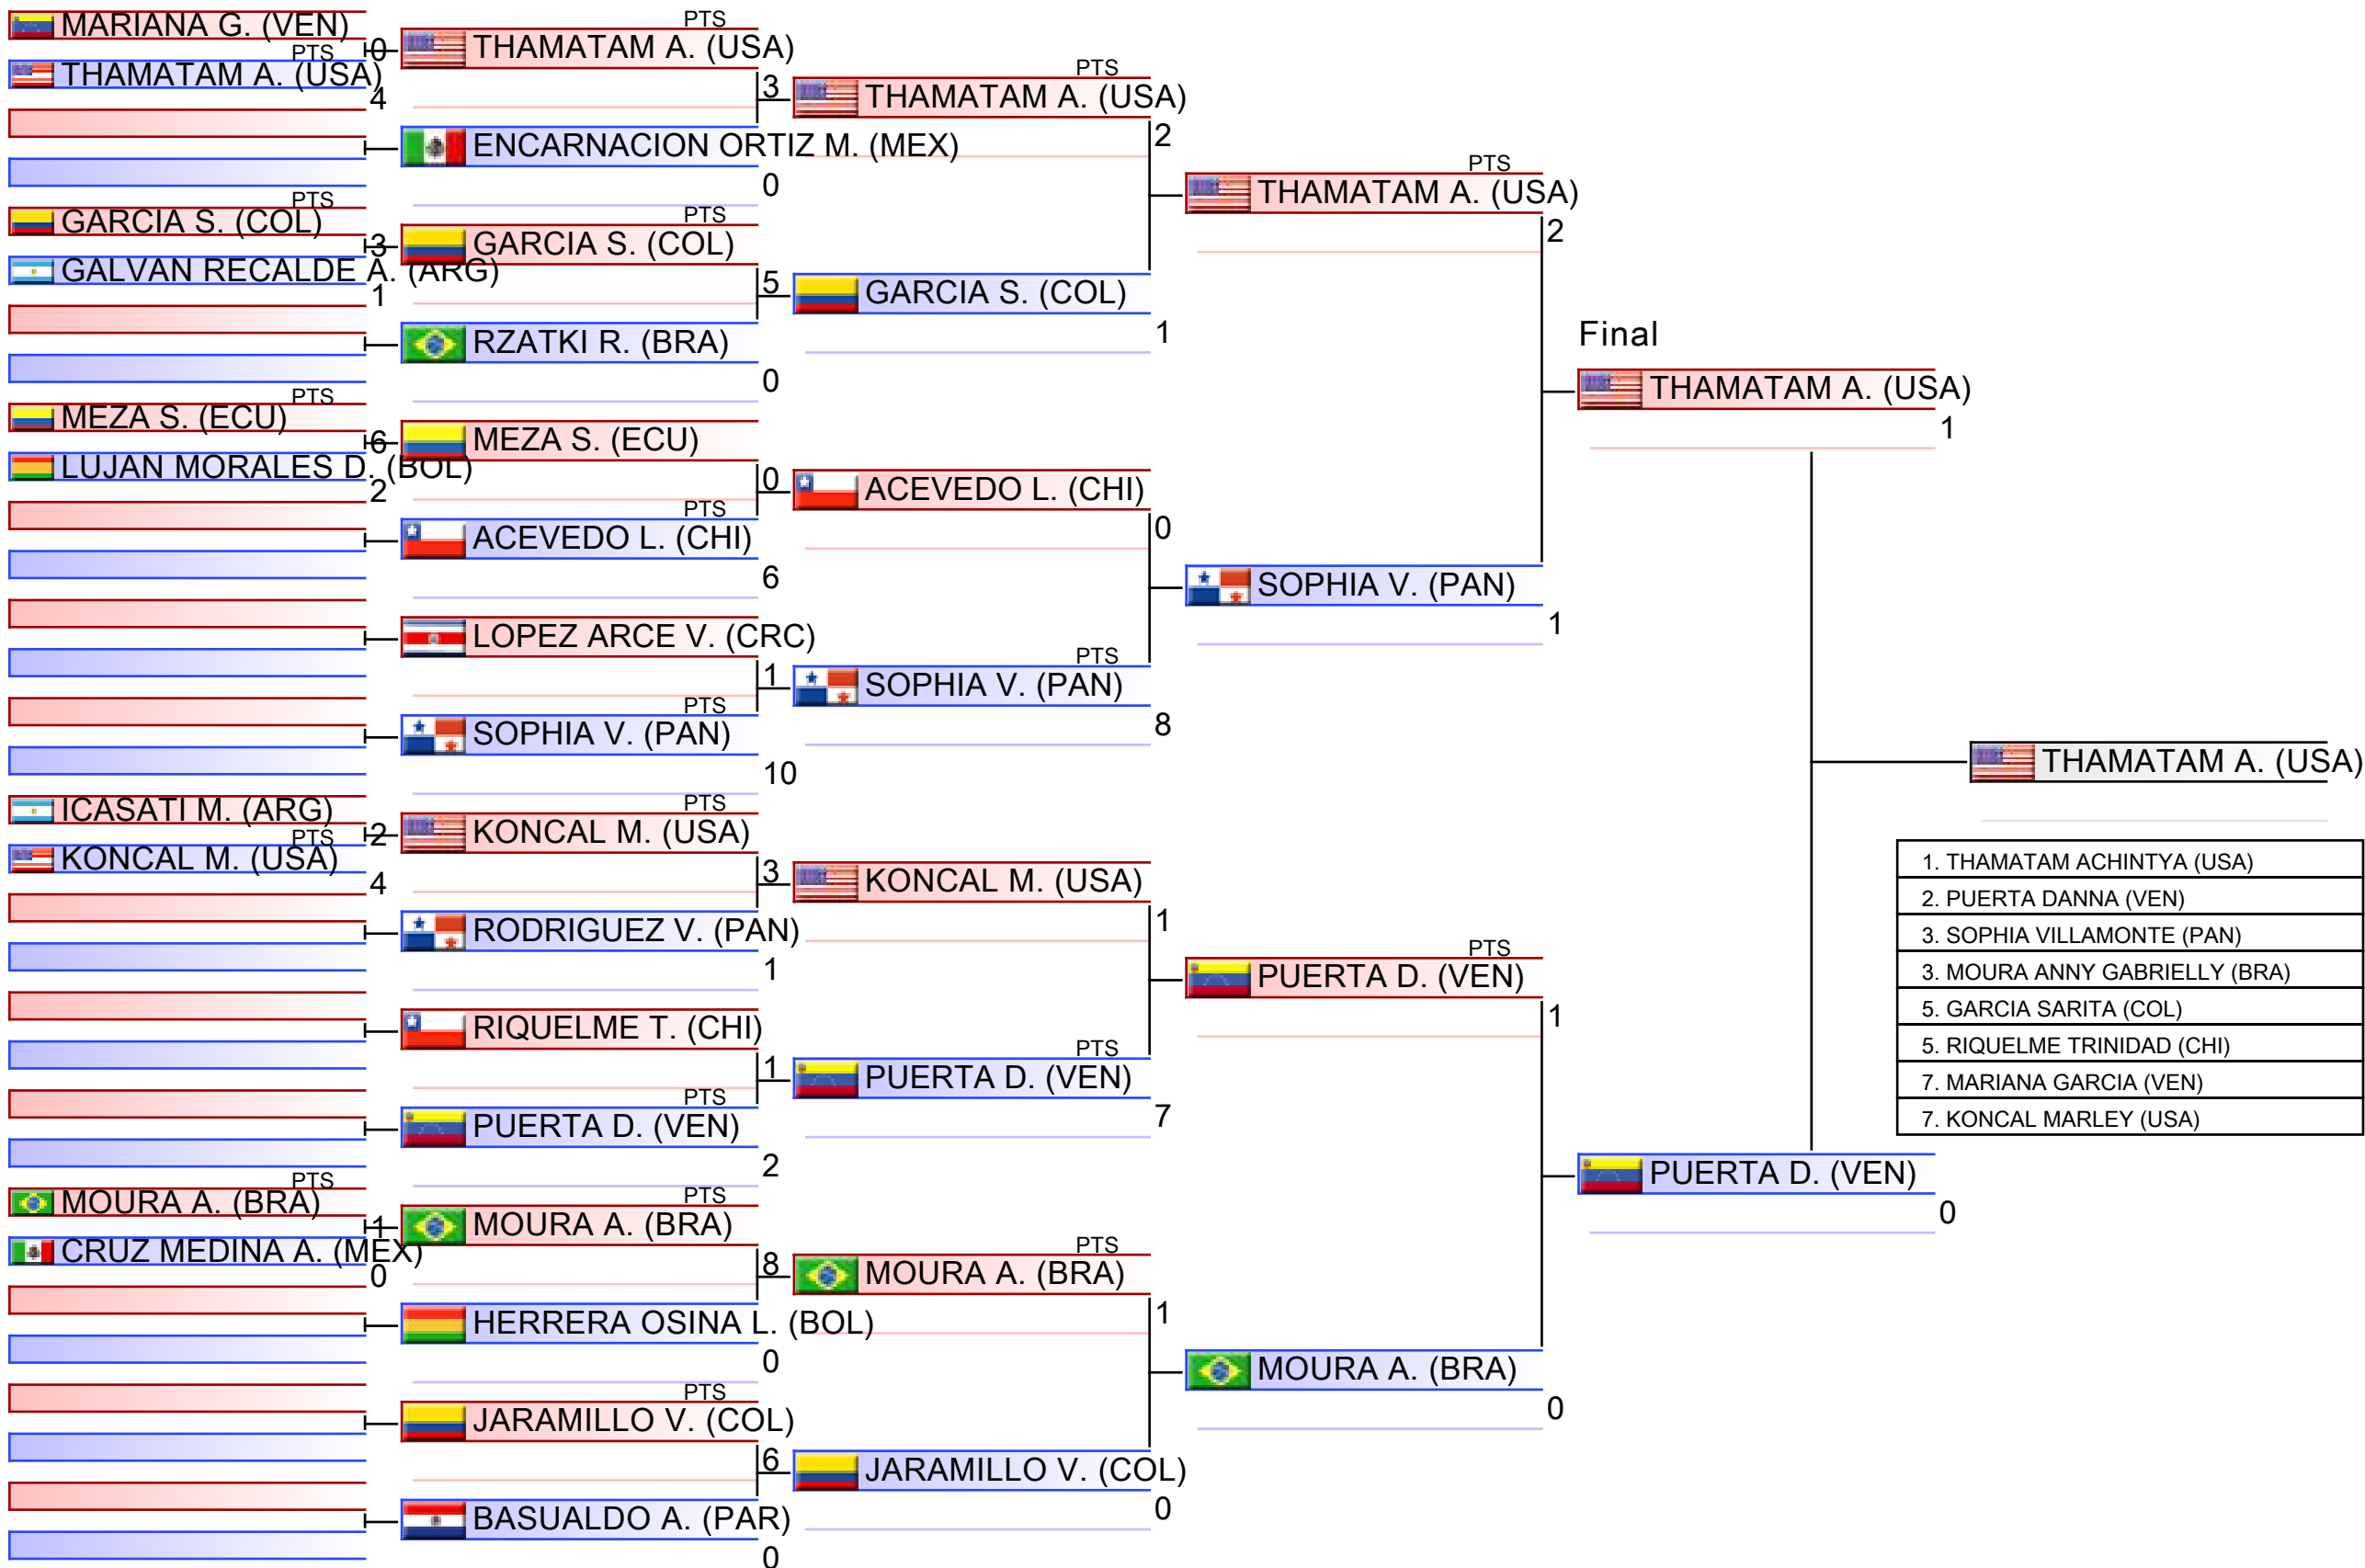 MARIANA G. (VEN)
0
PTS
THAMATAM A. (USA)
4
PTS
GARCIA S. (COL)
3
GALVAN RECALDE A. (ARG)
1
PTS
MEZA S. (ECU)
6
LUJAN MORALES D. (BOL)
2
ICASATI M. (ARG)
2
PTS
KONCAL M. (USA)
4
PTS
MOURA A. (BRA)
1
CRUZ MEDINA A. (MEX)
0
PTS
THAMATAM A. (USA)
3
ENCARNACION ORTIZ M. (MEX)
0
PTS
GARCIA S. (COL)
5
RZATKI R. (BRA)
0
MEZA S. (ECU)
0
PTS
ACEVEDO L. (CHI)
6
LOPEZ ARCE V. (CRC)
1
PTS
SOPHIA V. (PAN)
10
PTS
KONCAL M. (USA)
3
RODRIGUEZ V. (PAN)
1
RIQUELME T. (CHI)
1
PTS
PUERTA D. (VEN)
2
PTS
MOURA A. (BRA)
8
HERRERA OSINA L. (BOL)
0
PTS
JARAMILLO V. (COL)
6
BASUALDO A. (PAR)
0
PTS
THAMATAM A. (USA)
2
GARCIA S. (COL)
1
ACEVEDO L. (CHI)
0
PTS
SOPHIA V. (PAN)
8
KONCAL M. (USA)
1
PTS
PUERTA D. (VEN)
7
PTS
MOURA A. (BRA)
1
JARAMILLO V. (COL)
0
PTS
THAMATAM A. (USA)
2
SOPHIA V. (PAN)
1
PTS
PUERTA D. (VEN)
1
MOURA A. (BRA)
0
Final
THAMATAM A. (USA)
1
PUERTA D. (VEN)
0
THAMATAM A. (USA)
1. THAMATAM ACHINTYA (USA)
2. PUERTA DANNA (VEN)
3. SOPHIA VILLAMONTE (PAN)
3. MOURA ANNY GABRIELLY (BRA)
5. GARCIA SARITA (COL)
5. RIQUELME TRINIDAD (CHI)
7. MARIANA GARCIA (VEN)
7. KONCAL MARLEY (USA)